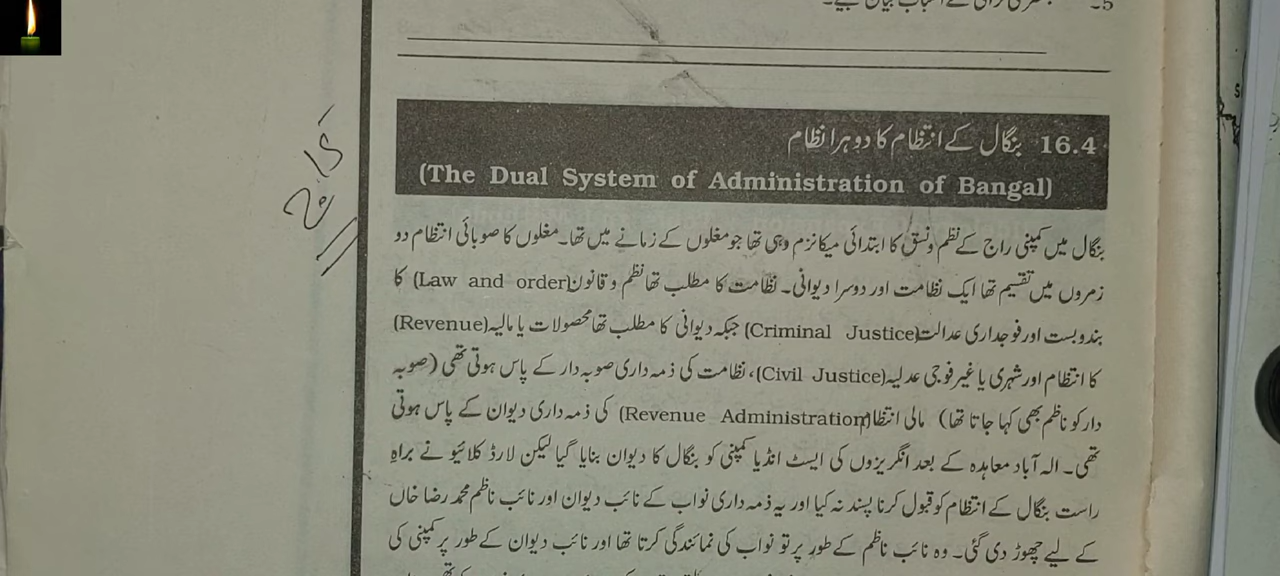 5۔
16.4 بنگال کے انتظام کا دوہرا نظام
(The Dual System of Administration of Bangal)
بنگال میں کمپنی راج کے نظم ونسق کا ابتدائی میکانزم وہی تھا جو مغلوں کے زمانے میں تھا۔ مغلوں کا صوبائی انتظام دو
زمروں میں تقسیم تھا ایک نظامت اور دوسرا دیوانی۔ نظامت کا مطلب تھا نظم و قانون(Law and order) کا
بندوبست اور فوجداری عدالت(Criminal Justice) جبکہ دیوانی کا مطلب تھا محصولات یا مالیہ(Revenue)
کا انتظام اور شہری یا غیر فوجی عدلیہ(Civil Justice)، نظامت کی ذمہ داری صوبہ دار کے پاس ہوتی تھی (صوبہ
دار کو ناظم بھی کہا جاتا تھا) مالی انتظام(Revenue Administration) کی ذمہ داری دیوان کے پاس ہوتی
تھی۔ الہ آباد معاہدہ کے بعد انگریزوں کی ایسٹ انڈیا کمپنی کو بنگال کا دیوان بنایا گیا لیکن لارڈ کلائیو نے براہِ
راست بنگال کے انتظام کو قبول کرنا پسند نہ کیا اور یہ ذمہ داری نواب کے نائب دیوان اور نائب ناظم محمد رضا خاں
کے لیے چھوڑ دی گئی۔ وہ نائب ناظم کے طور پر تو نواب کی نمائندگی کرتا تھا اور نائب دیوان کے طور پر کمپنی کی